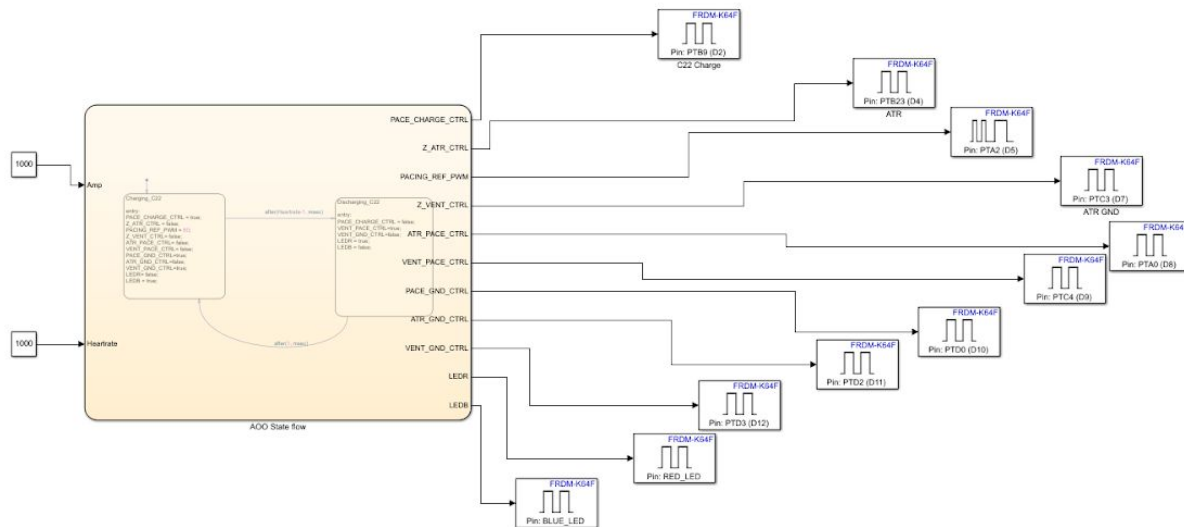 FRDM-K64F
Pin: PTB9 (D2)
C22 Charge
FRDM-K64F
Pin: PTB23 (D4)
ATR
FRDM-K64F
Pin: PTA2 (D5)
FRDM-K64F
Pin: PTC3 (D7)
ATR GND
FRDM-K64F
Pin: PTA0 (D8)
FRDM-K64F
Pin: PTC4 (D9)
FRDM-K64F
Pin: PTD0 (D10)
FRDM-K64F
Pin: PTD2 (D11)
FRDM-K64F
Pin: PTD3 (D12)
FRDM-K64F
Pin: RED_LED
FRDM-K64F
Pin: BLUE_LED
1000
Amp
1000
Heartrate
PACE_CHARGE_CTRL
Z_ATR_CTRL
PACING_REF_PWM
Z_VENT_CTRL
ATR_PACE_CTRL
VENT_PACE_CTRL
PACE_GND_CTRL
ATR_GND_CTRL
VENT_GND_CTRL
LEDR
LEDB
Charging_C22
entry:
PACE_CHARGE_CTRL = true;
Z_ATR_CTRL = false;
PACING_REF_PWM =
Z_VENT_CTRL = false;
ATR_PACE_CTRL= false;
VENT_PACE_CTRL= false;
PACE_GND_CTRL=true;
ATR_GND_CTRL=false;
VENT_GND_CTRL=true;
LEDR= false;
LEDB = true;
Discharging_C22
entry:
PACE_CHARGE_CTRL = false;
VENT_PACE_CTRL=true;
VENT_GND_CTRL=false;
LEDR = true;
LEDB = false;
AOO State flow